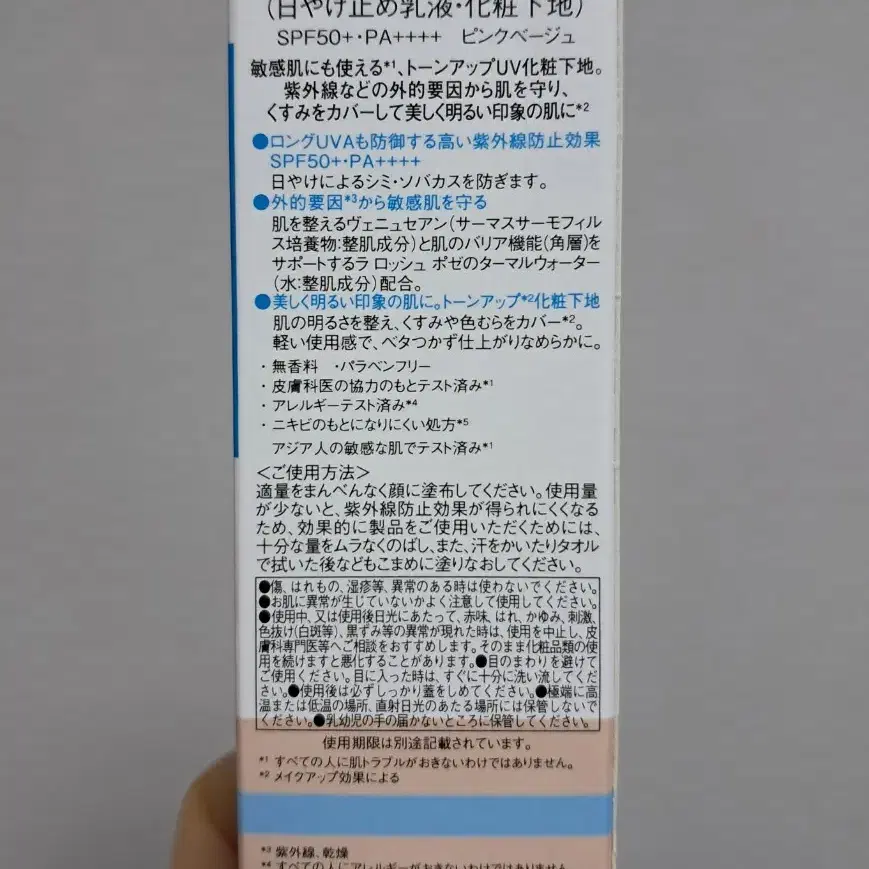 (日やけ止め乳液・化粧下地)
SPF50+・PA++++ ピンクベージュ
敏感肌にも使える*1、トーンアップUV化粧下地。
紫外線などの外的要因から肌を守り、
くすみをカバーして美しく明るい印象の肌に*2
●ロングUVAも防御する高い紫外線防止効果
SPF50+・PA++++
日やけによるシミ・ソバカスを防ぎます。
●外的要因*3から敏感肌を守る
肌を整えるヴェニュセアン(サーマスサーモフィル
ス培養物:整肌成分)と肌のバリア機能(角層)を
サポートするラ ロッシュ ポゼのターマルウォーター
(水:整肌成分)配合。
●美しく明るい印象の肌に。トーンアップ*2化粧下地
肌の明るさを整え、くすみや色むらをカバー*2。
軽い使用感で、ベタつかず仕上がりなめらかに。
・無香料 ・パラベンフリー
・皮膚科医の協力のもとテスト済み*1
・アレルギーテスト済み*4
・ニキビのもとになりにくい処方*5
アジア人の敏感な肌でテスト済み*1
<ご使用方法>
適量をまんべんなく顔に塗布してください。使用量
が少ないと、紫外線防止効果が得られにくくなる
ため、効果的に製品をご使用いただくためには、
十分な量をムラなくのばし、また、汗をかいたりタオル
で拭いた後などもこまめに塗りなおしてください。
●傷、はれもの、湿疹等、異常のある時は使わないでください。
●お肌に異常が生じていないかよく注意して使用してください。
●使用中、又は使用後日光にあたって、赤味、はれ、かゆみ、刺激、
色抜け(白斑等)、黒ずみ等の異常が現れた時は、使用を中止し、皮
膚科専門医等へご相談をおすすめします。そのまま化粧品類の使
用を続けますと悪化することがあります。●目のまわりを避けて
ご使用ください。目に入った時は、すぐに十分に洗い流してくだ
さい。●使用後は必ずしっかり蓋をしめてください。●極端に高
温または低温の場所、直射日光のあたる場所には保管しないで
ください。●乳幼児の手の届かないところに保管してください。
使用期限は別途記載されています。
*1 すべての人に肌トラブルがおきないわけではありません。
*2 メイクアップ効果による
*3 紫外線、乾燥
*4 すべての人にアレルギーがおきないわけではありません